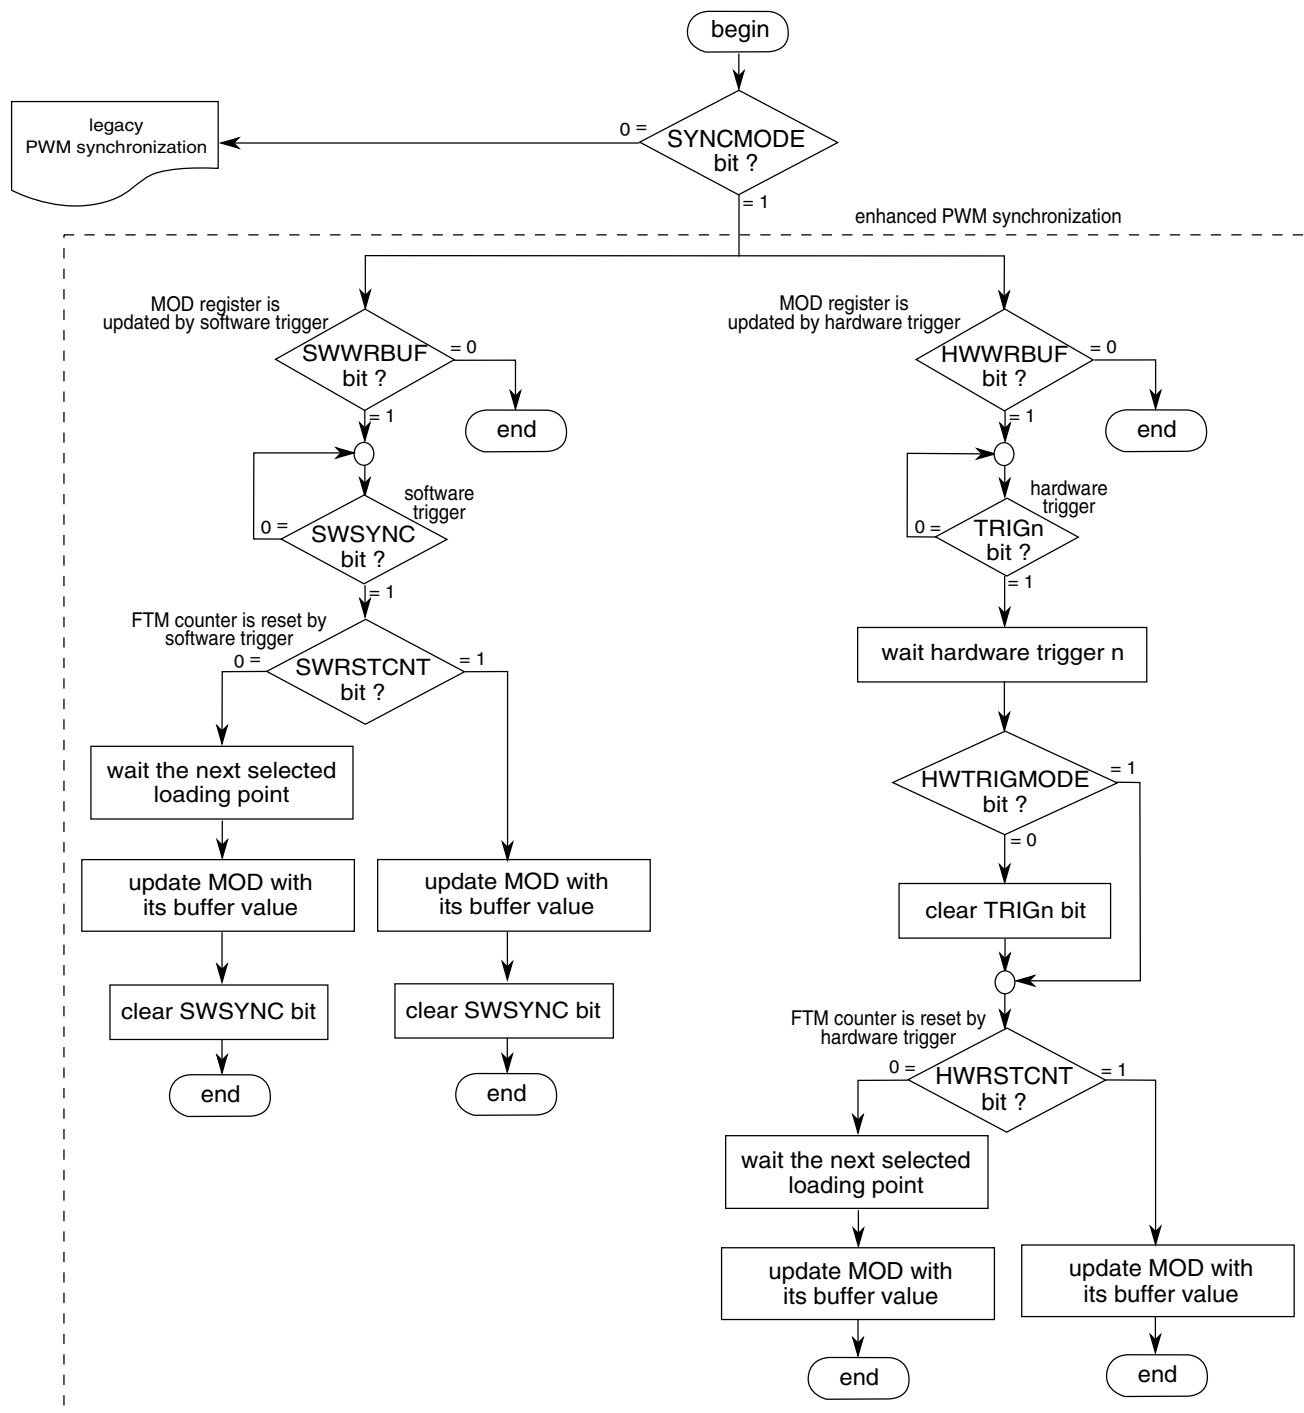 begin
legacy
PWM synchronization
0 =
SYNCMODE
bit ?
= 1
enhanced PWM synchronization
MOD register is
updated by software trigger
SWWRBUF
bit ?
= 0
= 1
end
software
trigger
0 =
SWSYNC
bit ?
= 1
FTM counter is reset by
software trigger
0 =
SWRSTCNT
bit ?
= 1
wait the next selected
loading point
update MOD with
its buffer value
update MOD with
its buffer value
clear SWSYNC bit
clear SWSYNC bit
end
end
MOD register is
updated by hardware trigger
HWWRBUF
bit ?
= 0
= 1
end
hardware
trigger
0 =
TRIGn
bit ?
= 1
wait hardware trigger n
HWTRIGMODE
bit ?
= 1
= 0
clear TRIGn bit
FTM counter is reset by
hardware trigger
0 =
HWRSTCNT
bit ?
= 1
wait the next selected
loading point
update MOD with
its buffer value
update MOD with
its buffer value
end
end